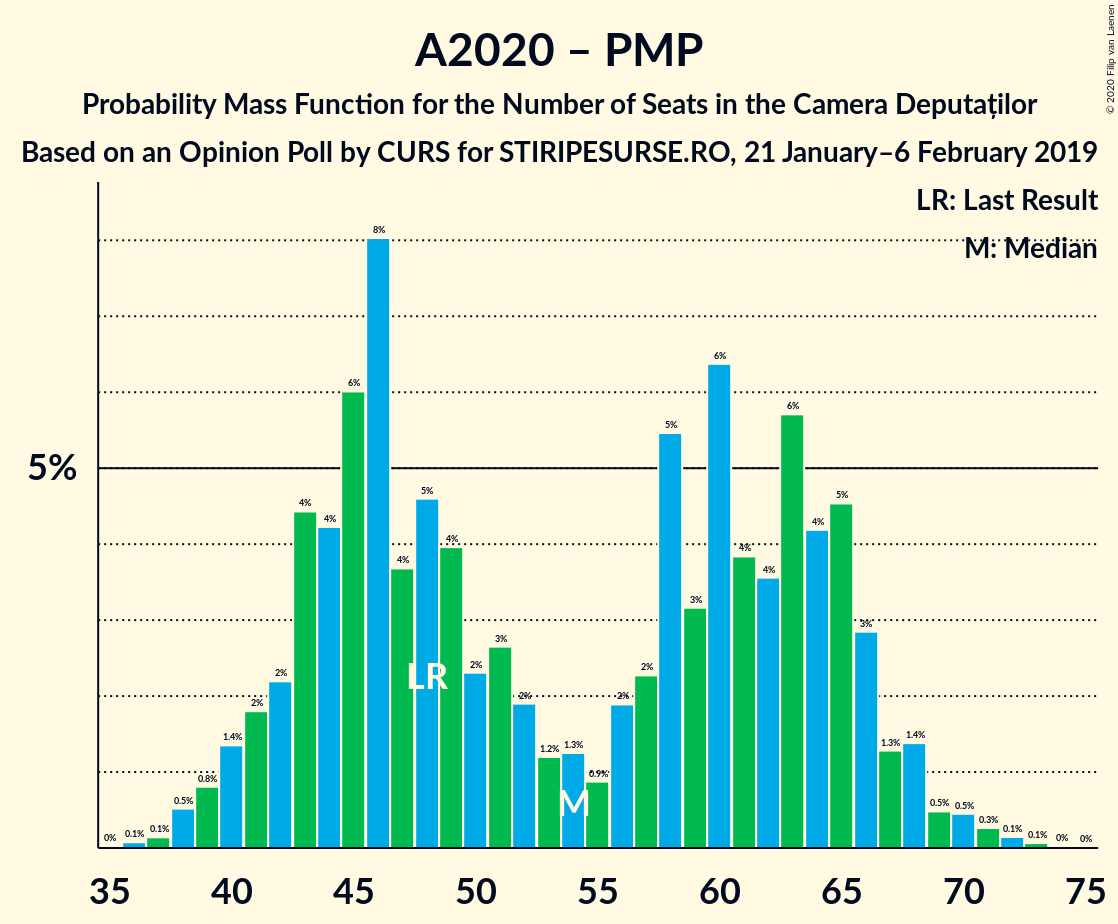 A2020 – PMP
Probability Mass Function for the Number of Seats in the Camera Deputaților
Based on an Opinion Poll by CURS for STIRIPESURSE.RO, 21 January–6 February 2019
© 2020 Filip van Laenen
LR: Last Result
M: Median
5%
0% 0.1% 0.1% 0.5% 0.8% 1.4% 2% 2% 4% 4% 6% 8% 4% 5% 4% 2% 3% 2% 1.2% 1.3% 0.9% 2% 2% 5% 3% 6% 4% 4% 6% 4% 5% 3% 1.3% 1.4% 0.5% 0.5% 0.3% 0.1% 0.1% 0% 0%
LR
M
35 40 45 50 55 60 65 70 75